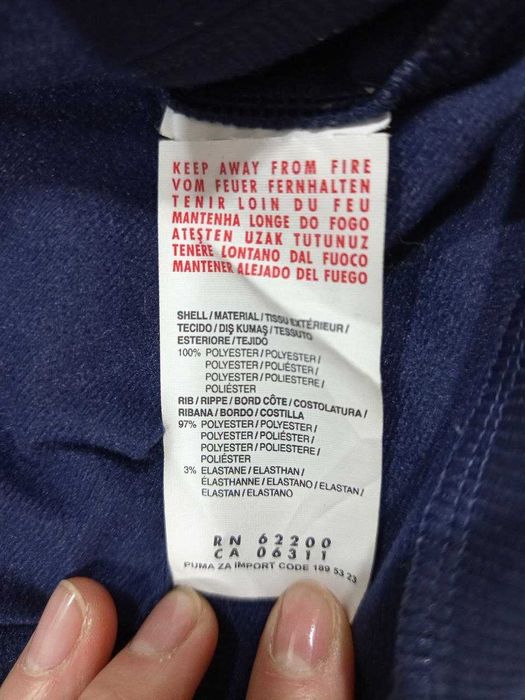 KEEP AWAY FROM FIRE
VOM FEUER FERNHALTEN
TENIR LOIN DU FEU
MANTENHA LONGE DO FOGO
ATEŞTEN UZAK TUTUNUZ
TENERE LONTANO DAL FUOCO
MANTENER ALEJADO DEL FUEGO
SHELL / MATERIAL / TISSU EXTÉRIEUR /
TECIDO / DIŞ KUMAŞ / TESSUTO
ESTERIORE / TEJIDO
100% POLYESTER / POLYESTER /
POLYESTER / POLIÉSTER /
POLYESTER / POLIESTERE /
POLIÉSTER
RIB / RIPPE / BORD CÔTE / COSTOLATURA /
RIBANA / BORDO / COSTILLA
97% POLYESTER / POLYESTER /
POLYESTER / POLIÉSTER /
POLYESTER / POLIESTERE /
POLIÉSTER
3% ELASTANE / ELASTHAN /
ÉLASTHANNE / ELASTANO / ELASTAN /
ELASTAN / ELASTANO
RN 62200
CA 06311
PUMA ZA IMPORT CODE 189 53 23